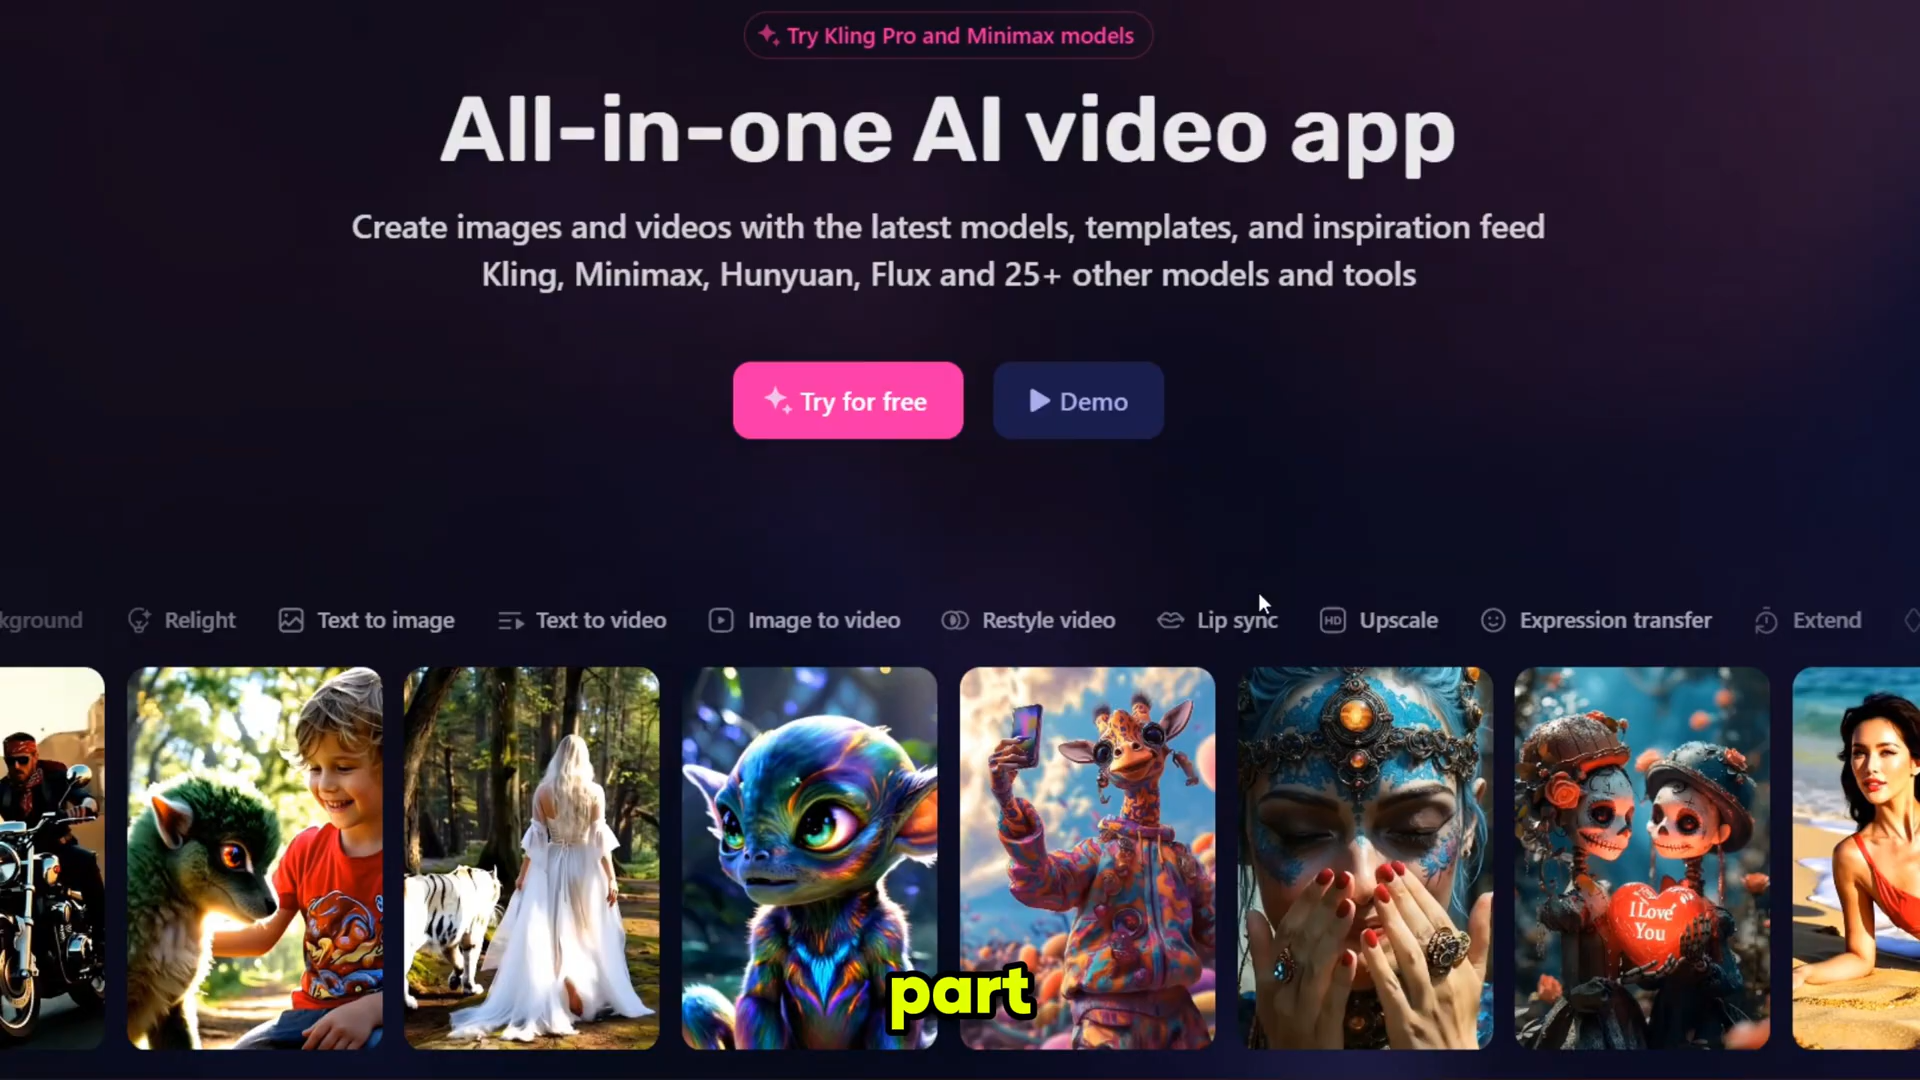 Try Kling Pro and Minimax models
All-in-one AI video app
Create images and videos with the latest models, templates, and inspiration feed
Kling, Minimax, Hunyuan, Flux and 25+ other models and tools
Try for free
Demo
kground
Relight
Text to image
Text to video
Image to video
Restyle video
Lip sync
HD
Upscale
Expression transfer
Extend
I Love
You
part